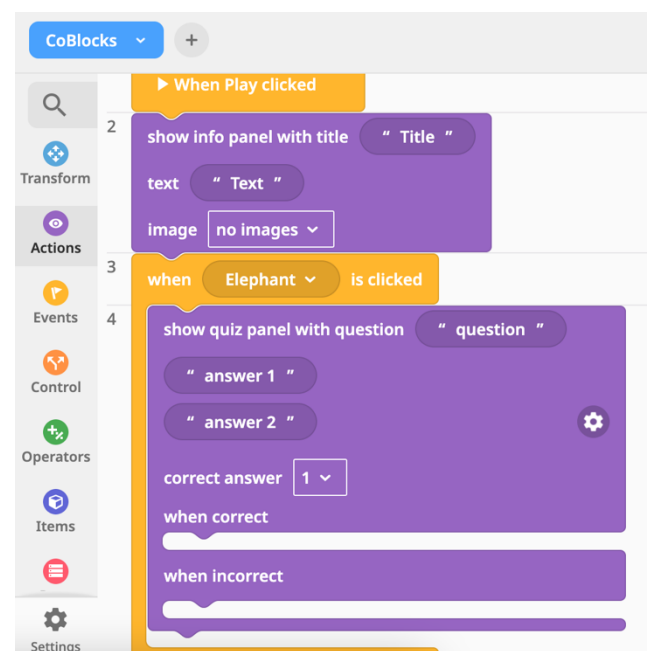 CoBlocks
+
When Play clicked
2
show info panel with title “ Title ”
Transform
text “ Text ”
image no images
Actions
3
when Elephant is clicked
Events
4
show quiz panel with question “ question ”
“ answer 1 ”
Control
“ answer 2 ”
Operators
correct answer 1
when correct
Items
when incorrect
Settings